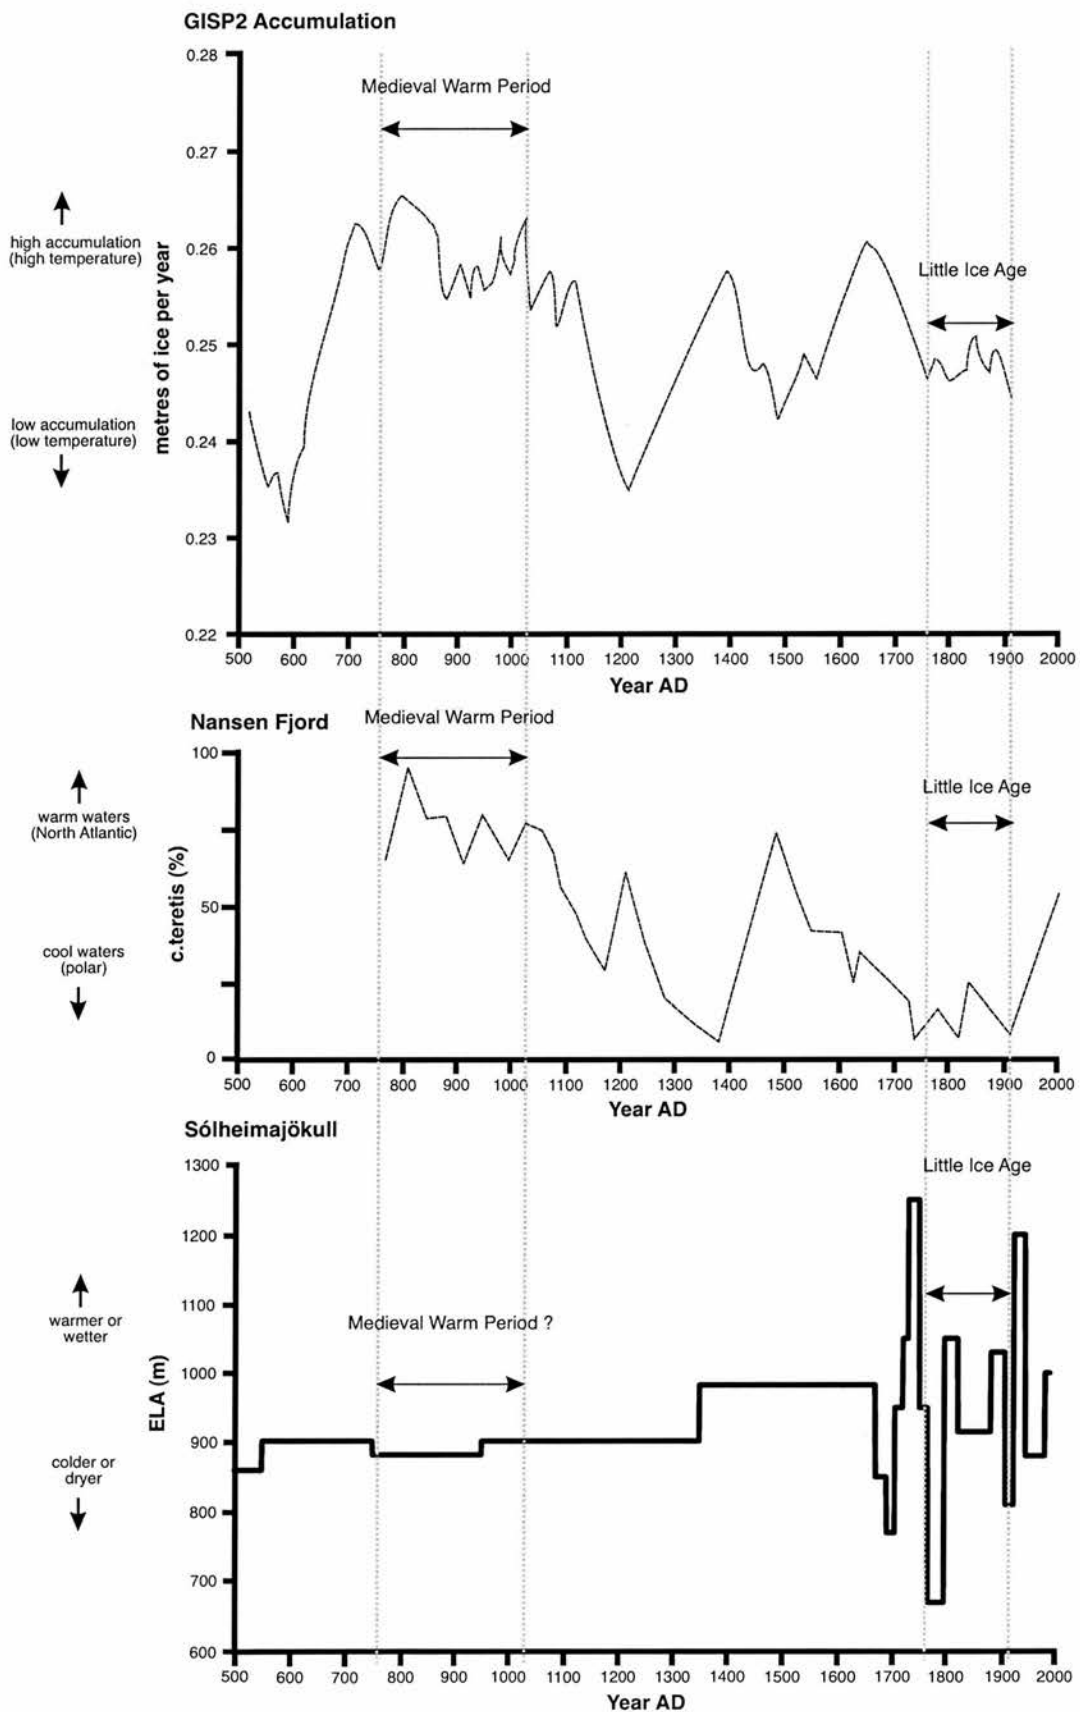 GISP2 Accumulation
0.28
Medieval Warm Period
0.27
high accumulation
(high temperature)
0.26
Little Ice Age
metres of ice per year
0.25
low accumulation
(low temperature)
0.24
0.23
0.22
500 600 700 800 900 1000 1100 1200 1300 1400 1500 1600 1700 1800 1900 2000
Year AD
Nansen Fjord
Medieval Warm Period
100
Little Ice Age
warm waters
(North Atlantic)
c.teretis (%)
50
cool waters
(polar)
0
500 600 700 800 900 1000 1100 1200 1300 1400 1500 1600 1700 1800 1900 2000
Year AD
Sólheimajökull
1300
Little Ice Age
1200
1100
warmer or
wetter
Medieval Warm Period ?
1000
ELA (m)
900
colder or
dryer
800
700
600
500 600 700 800 900 1000 1100 1200 1300 1400 1500 1600 1700 1800 1900 2000
Year AD